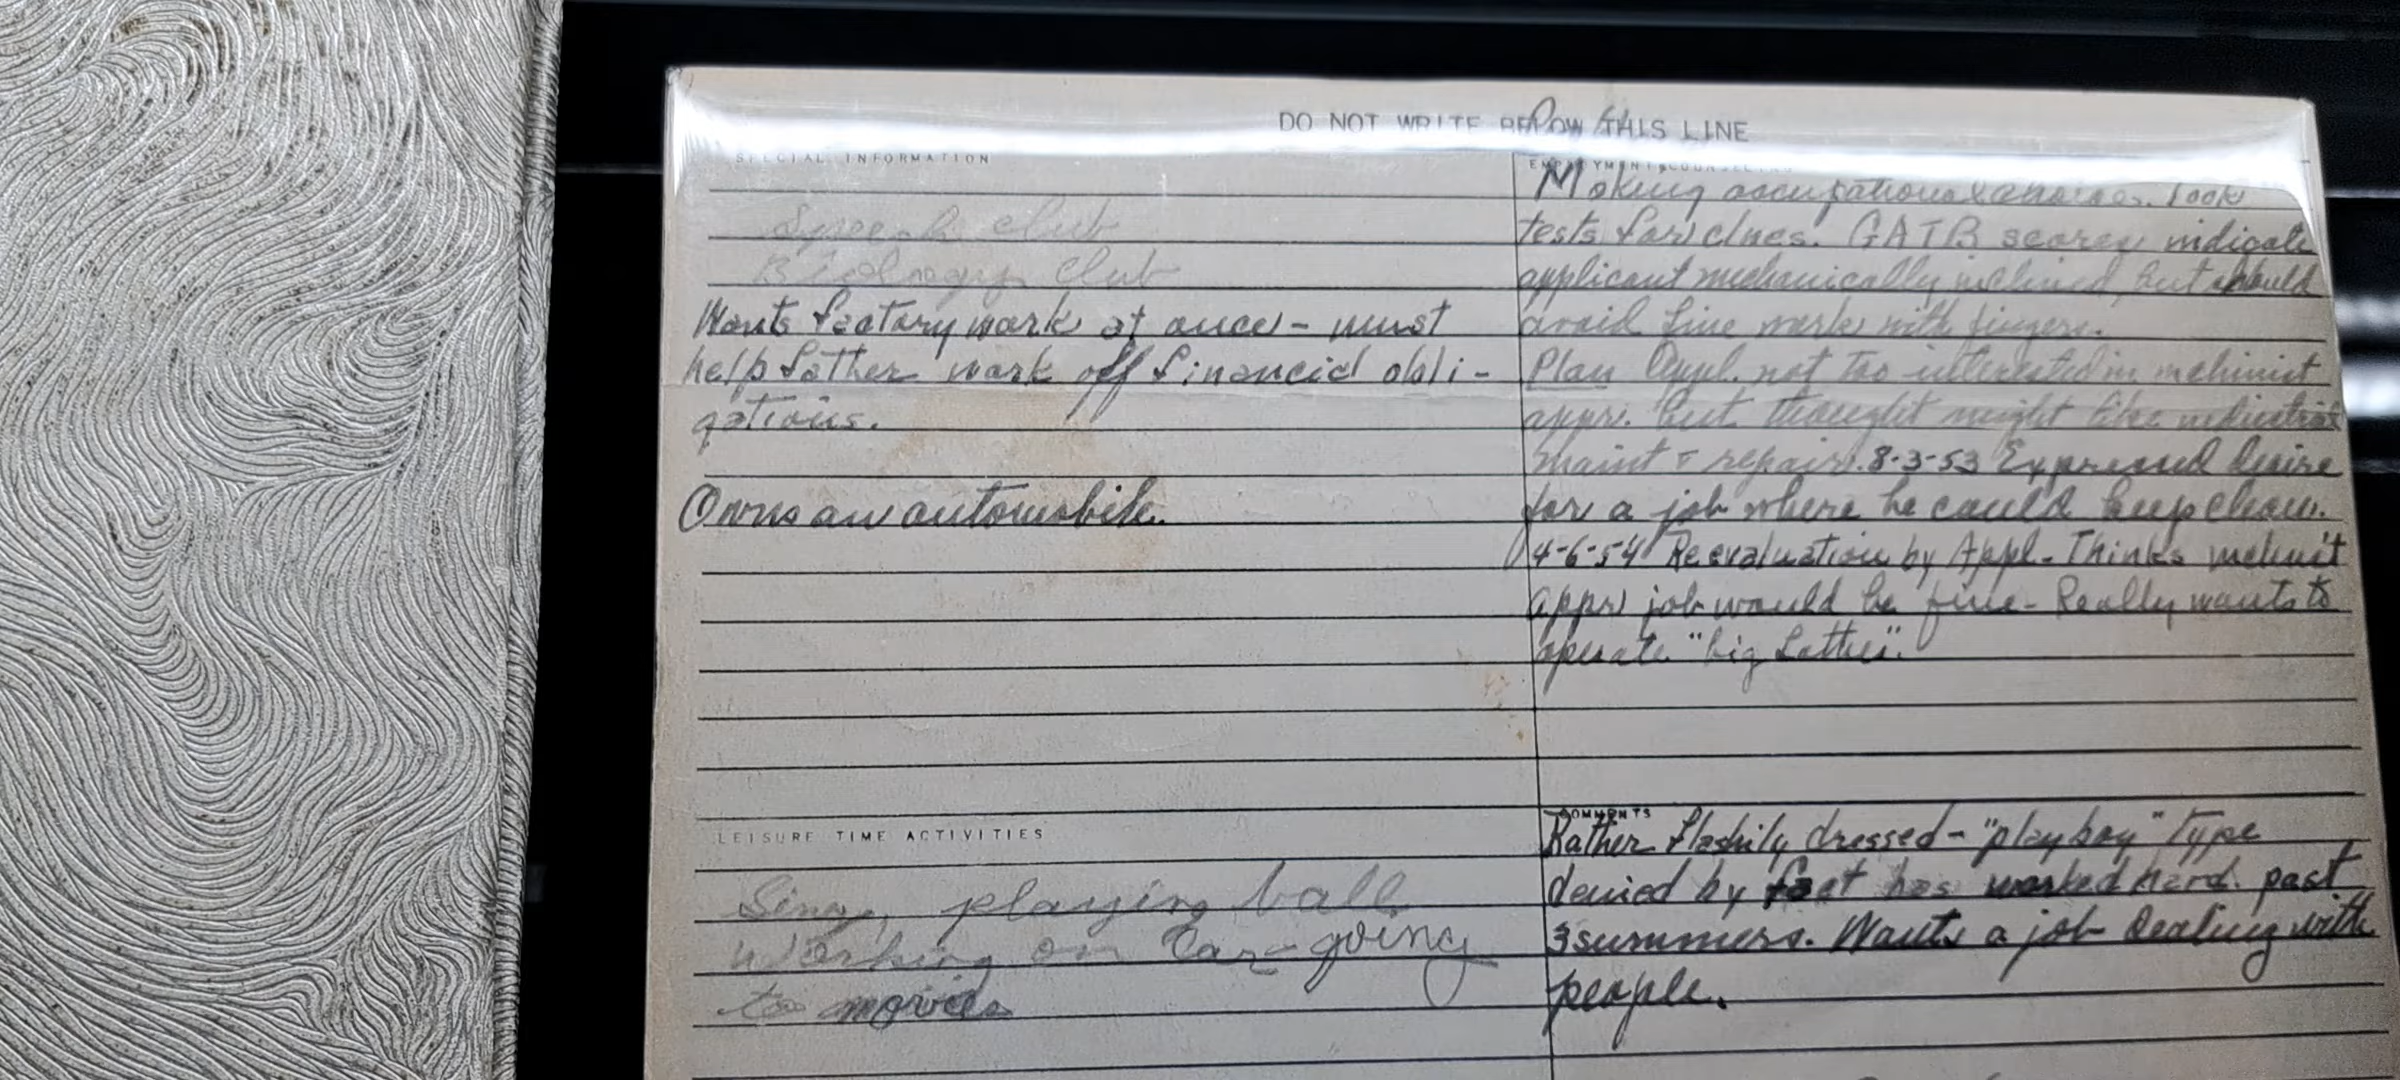 DO NOT WRITE BELOW THIS LINE
SPECIAL INFORMATION
Speech club
Biology Club
Wants factory work at once - must
help father work off financial obli-
gations.
Owns an automobile.
LEISURE TIME ACTIVITIES
Sing, playing ball
working on Car - going
to movies
EMPLOYMENT COUNSELING
Making occupational choice. Took
tests for clues. GATB scores indicate
applicant mechanically inclined, but should
avoid fine work with fingers.
Plan Appl. not too interested in mchinist
appr. but thought might like industrial
maint + repair. 8-3-53 Expressed desire
for a job where he could keep clean.
4-6-54 Reevaluation by Appl. - Thinks
appr job would be fine - Really wants to
operate "big Lathes".
COMMENTS
Rather flashily dressed - "playboy" type
denied by fact has worked hard past
3 summers. Wants a job dealing with
people.